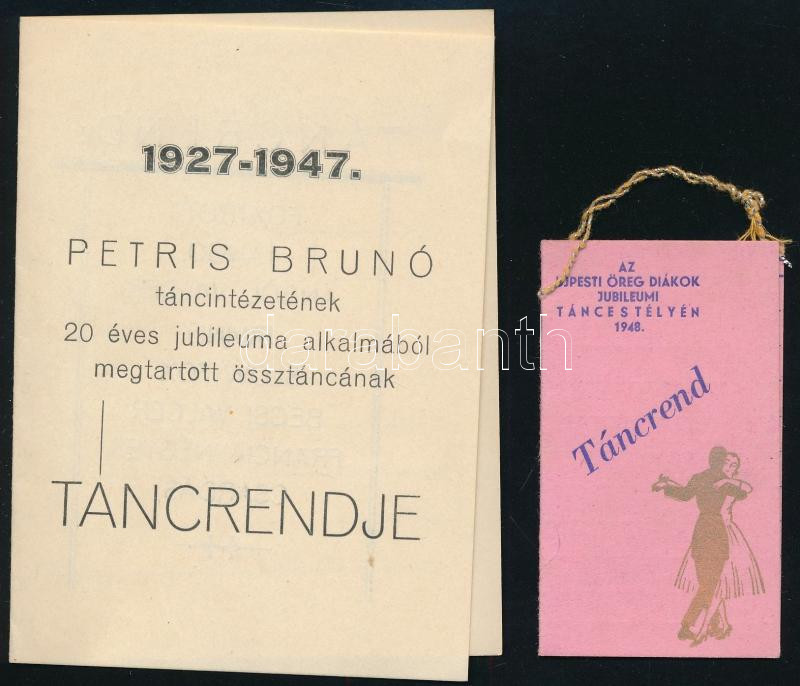 1927-1947.
PETRIS BRUNÓ
táncintézetének
20 éves jubileuma alkalmából
megtartott össztáncának
TÁNCRENDJE
AZ
ÚJPESTI ÖREG DIÁKOK
JUBILEUMI
TÁNCESTÉLYÉN
1948.
Táncrend
darabanth